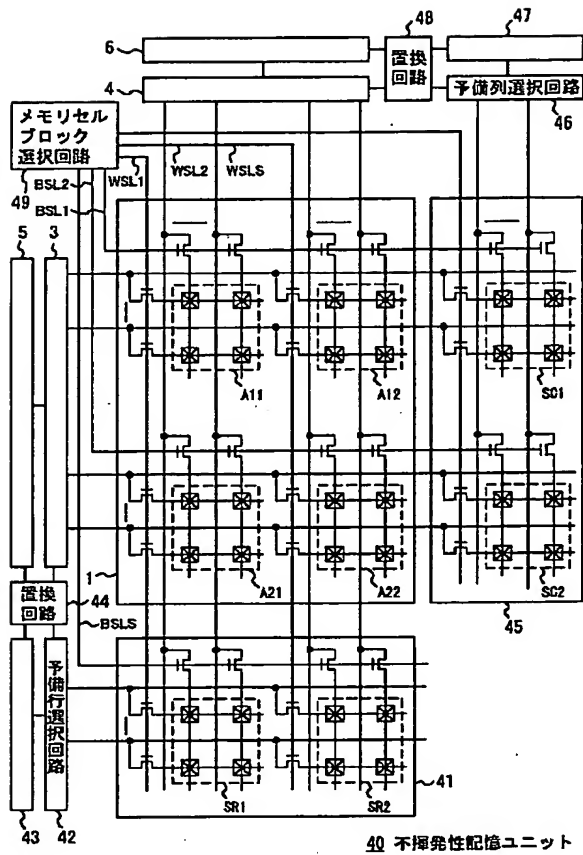 48
6
47
置換
回路
4
予備列選択回路
46
メモリセル
ブロック
選択回路
WSL2
WSLS
WSL1
BSL2
49
BSL1
5
3
A11
A12
SC1
1
A21
A22
SC2
置換
回路
44
45
BSLS
予備行選択回路
41
SR1
SR2
43
42
40 不揮発性記憶ユニット